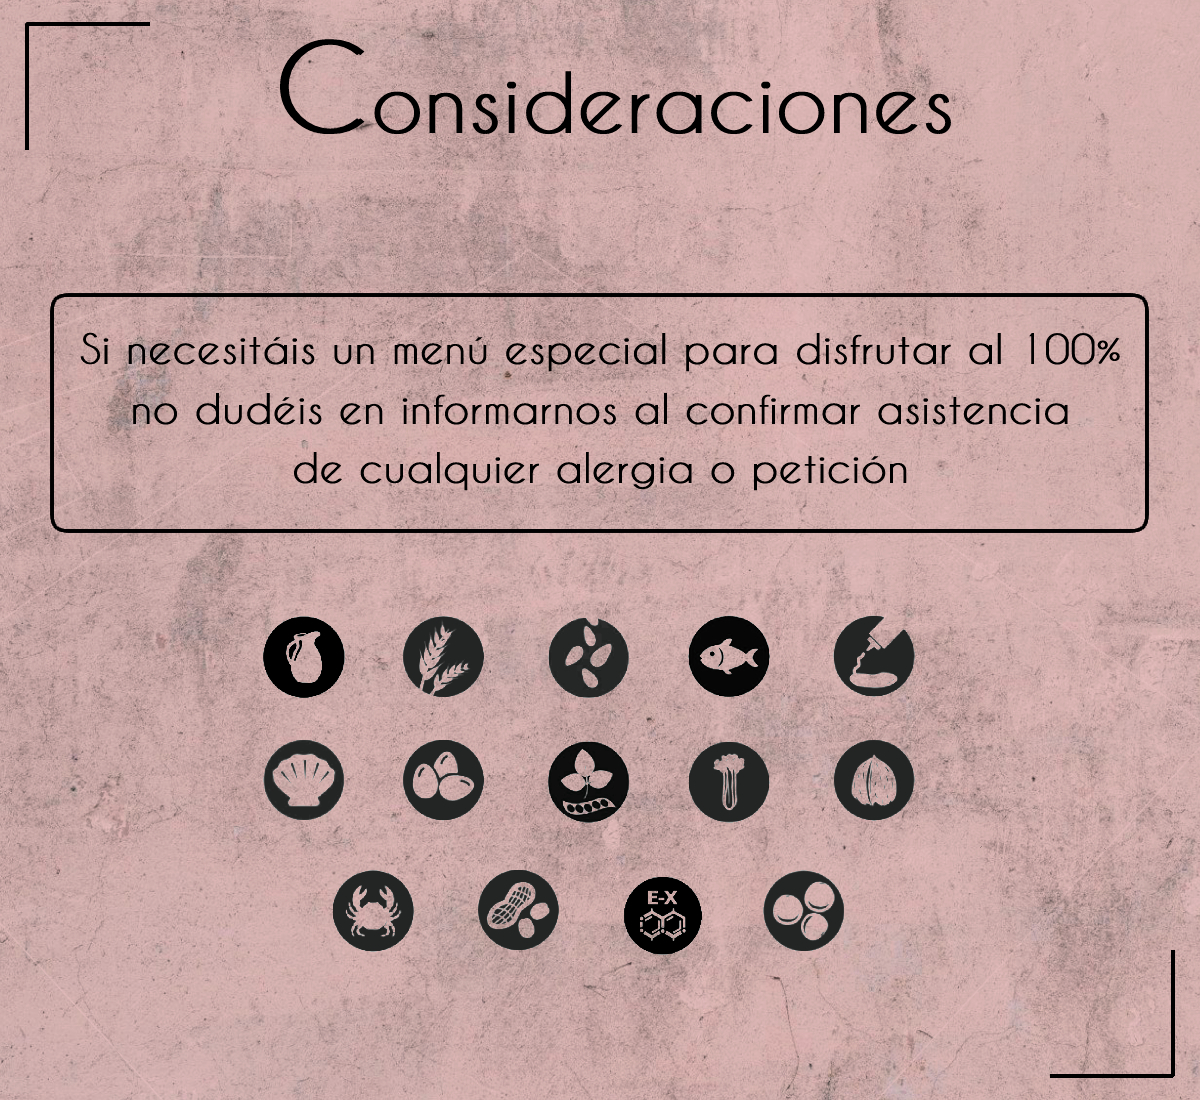 Consideraciones
Si necesitáis un menú especial para disfrutar al 100%
no dudéis en informarnos al confirmar asistencia
de cualquier alergia o petición
E-X